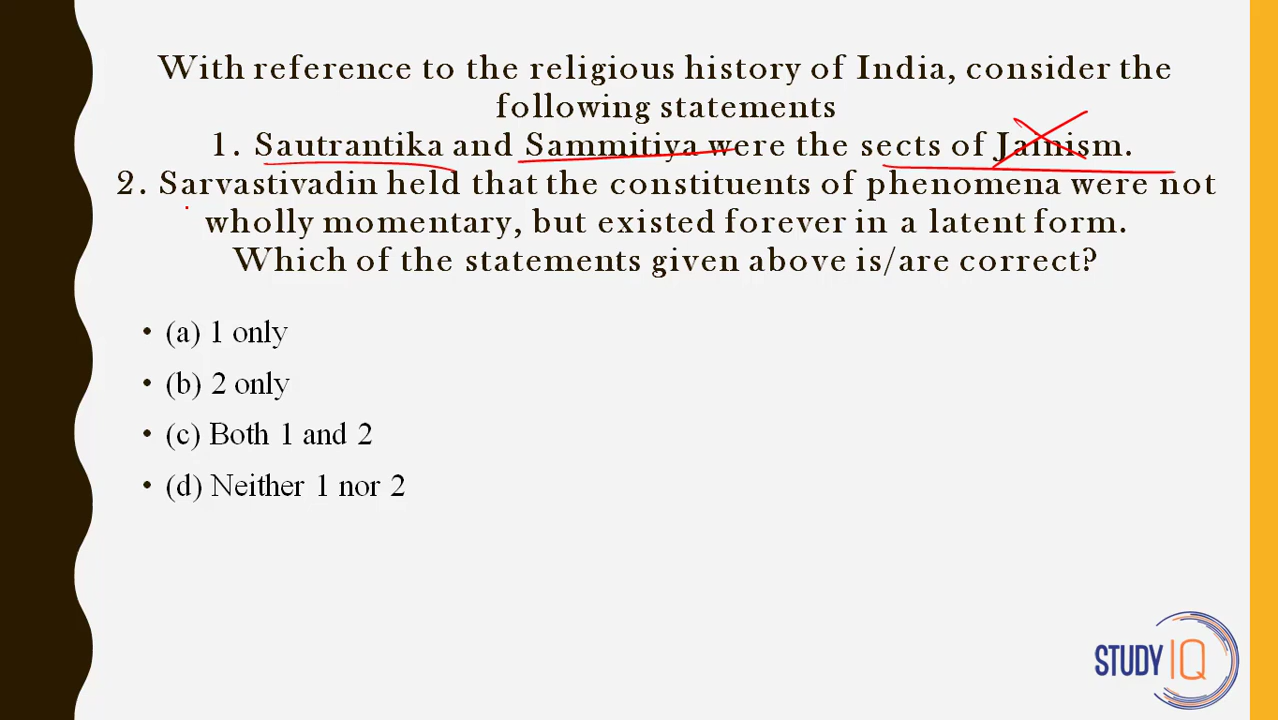 With reference to the religious history of India, consider the
following statements
1. Sautrantika and Sammitiya were the sects of Jainism.
2. Sarvastivadin held that the constituents of phenomena were not
wholly momentary, but existed forever in a latent form.
Which of the statements given above is/are correct?
• (a) 1 only
• (b) 2 only
• (c) Both 1 and 2
• (d) Neither 1 nor 2
STUDY IQ